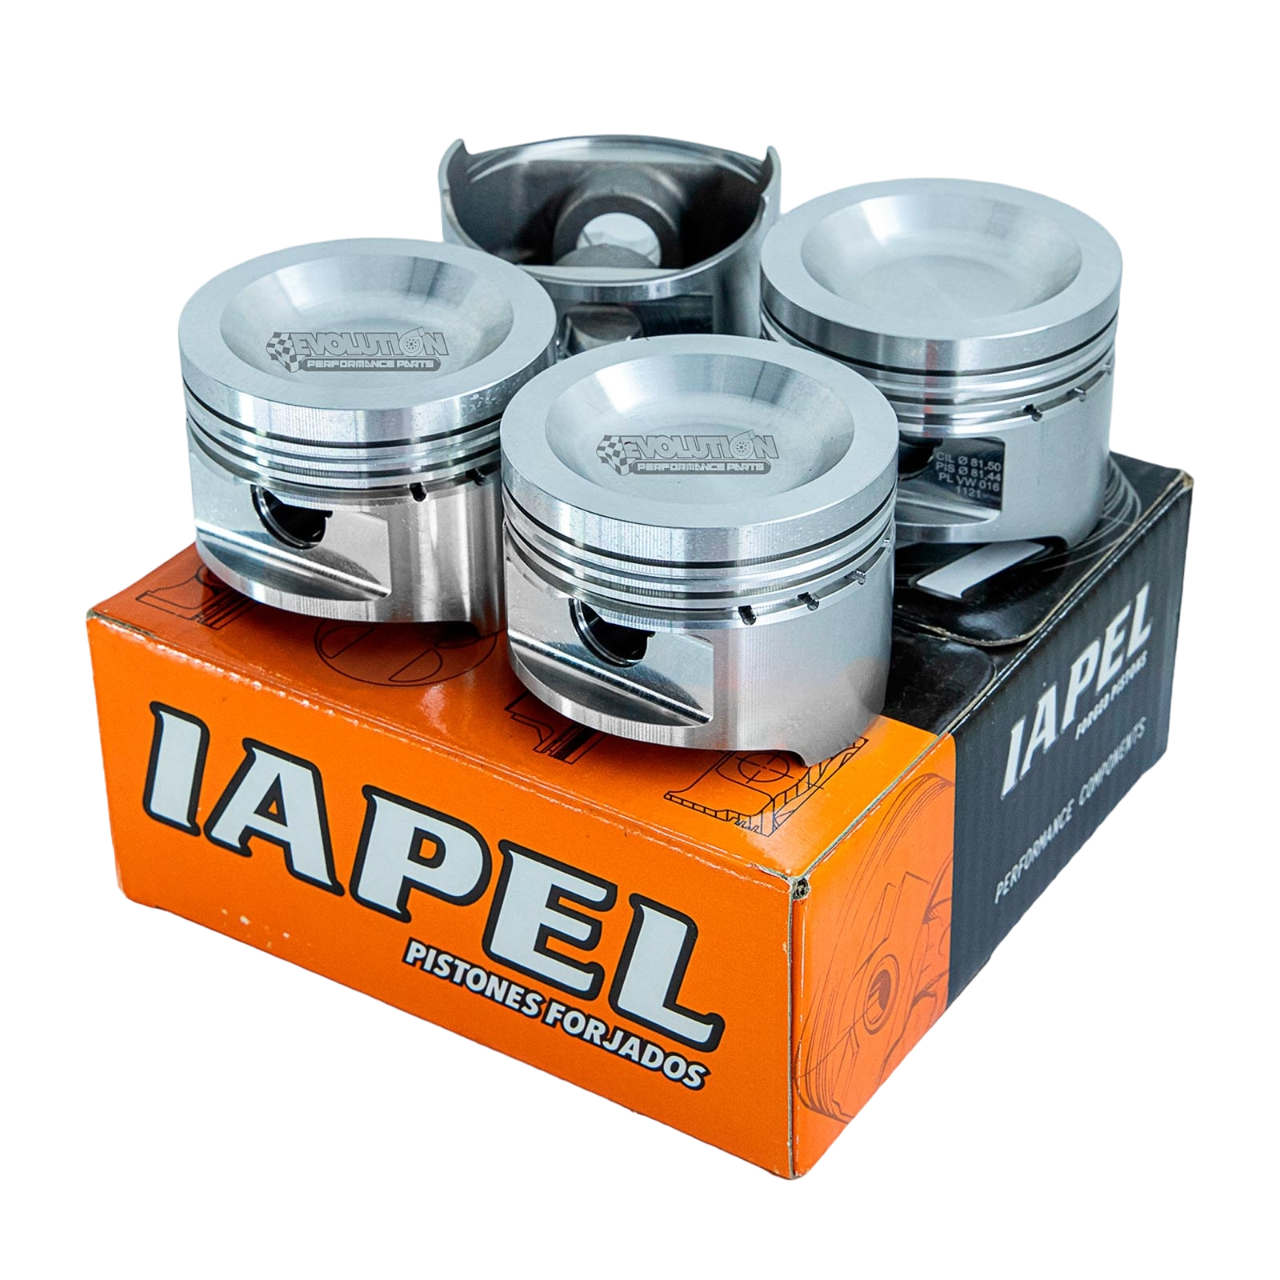 EVOLUTION
PERFORMANCE PARTS
EVOLUTION
PERFORMANCE PARTS
CIL Ø 81,50
PIS Ø 81,44
PL VW 016
1121
IAPEL
PISTONES FORJADOS
IAPEL
FORGED PISTONS
PERFORMANCE COMPONENTS